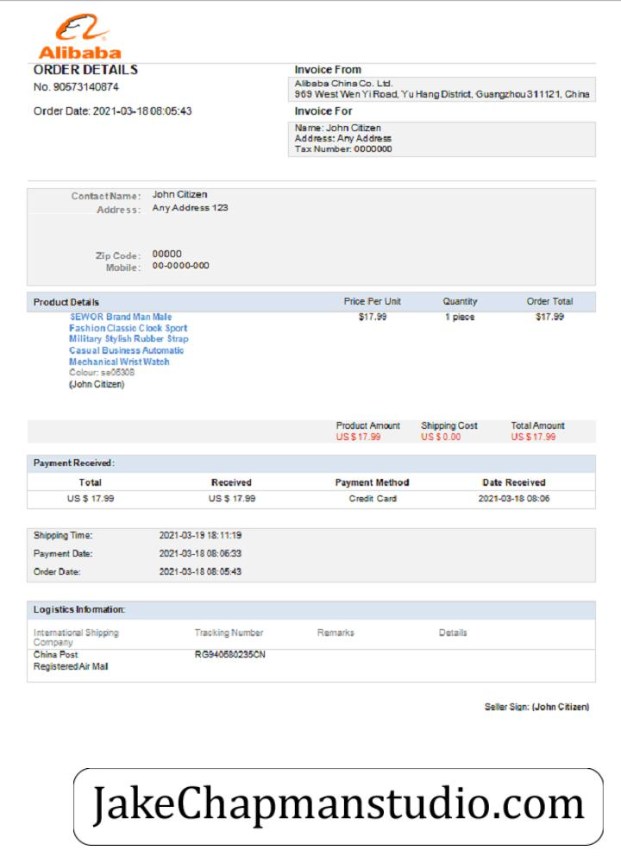 Alibaba
ORDER DETAILS
No. 90573140874
Order Date: 2021-03-18 08:05:43
Invoice From
Alibaba China Co. Ltd.
969 West Wen Yi Road, Yu Hang District, Guangzhou 311121, China
Invoice For
Name: John Citizen
Address: Any Address
Tax Number: 0000000
Contact Name: John Citizen
Address: Any Address 123
Zip Code: 00000
Mobile: 00-0000-000
Product Details Price Per Unit Quantity Order Total
SEWOR Brand Man Male $17.99 1 piece $17.99
Fashion Classic Clock Sport
Military Stylish Rubber Strap
Casual Business Automatic
Mechanical Wrist Watch
Colour: se05308
(John Citizen)
Product Amount Shipping Cost Total Amount
US $ 17.99 US $ 0.00 US $ 17.99
Payment Received:
Total Received Payment Method Date Received
US $ 17.99 US $ 17.99 Credit Card 2021-03-18 08:06
Shipping Time: 2021-03-19 18:11:19
Payment Date: 2021-03-18 08:06:33
Order Date: 2021-03-18 08:05:43
Logistics Information:
International Shipping Company Tracking Number Remarks Details
China Post RG940580235CN
Registered Air Mail
Seller Sign: (John Citizen)
JakeChapmanstudio.com